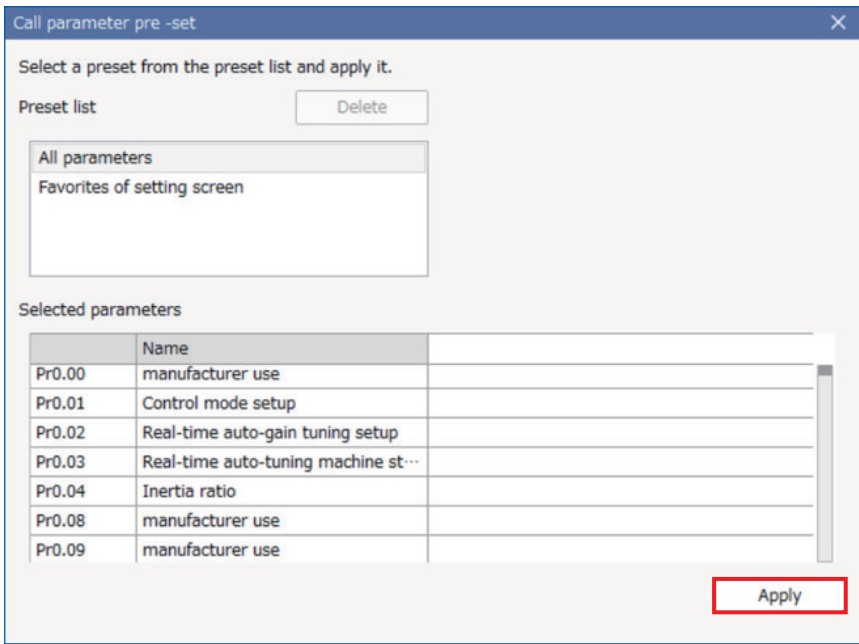 Call parameter pre -set
Select a preset from the preset list and apply it.
Preset list Delete
All parameters
Favorites of setting screen
Selected parameters
Name
Pr0.00 manufacturer use
Pr0.01 Control mode setup
Pr0.02 Real-time auto-gain tuning setup
Pr0.03 Real-time auto-tuning machine st···
Pr0.04 Inertia ratio
Pr0.08 manufacturer use
Pr0.09 manufacturer use
Apply